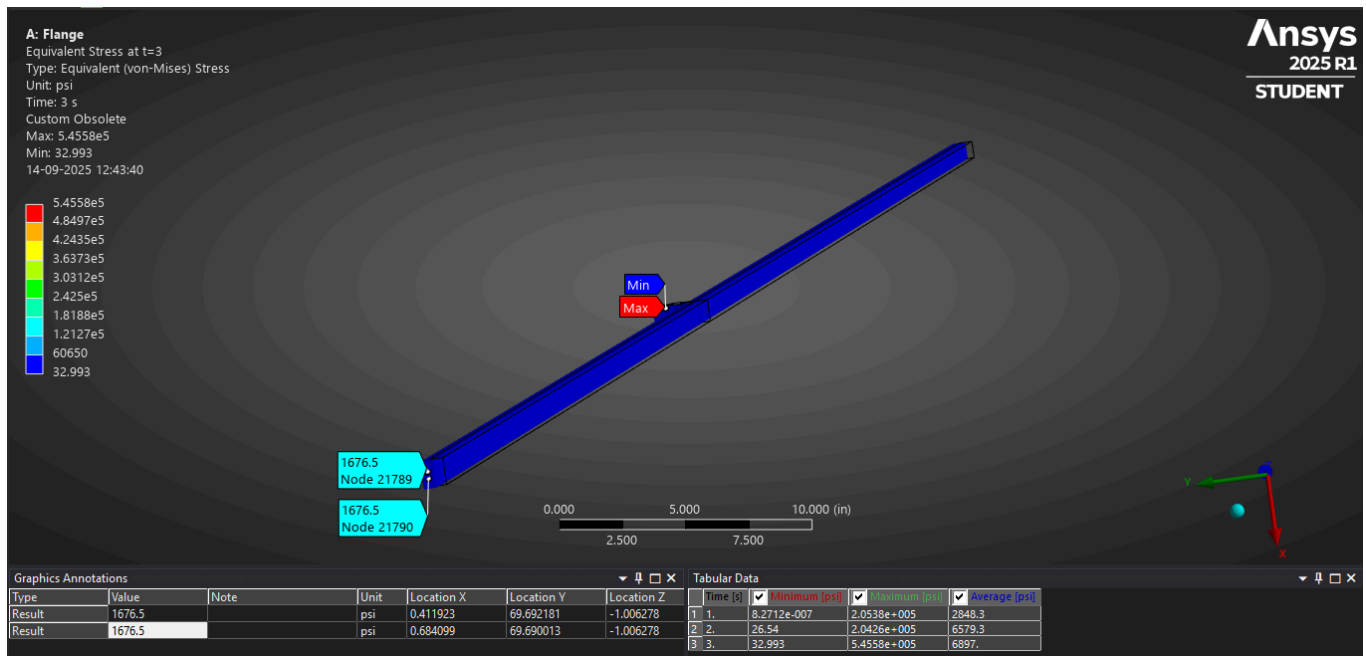 A: Flange
Equivalent Stress at t=3
Type: Equivalent (von-Mises) Stress
Unit: psi
Time: 3 s
Custom Obsolete
Max: 5.4558e5
Min: 32.993
14-09-2025 12:43:40
5.4558e5
4.8497e5
4.2435e5
3.6373e5
3.0312e5
2.425e5
1.8188e5
1.2127e5
60650
32.993
Ansys
2025 R1
STUDENT
Min
Max
1676.5
Node 21789
1676.5
Node 21790
0.000 5.000 10.000 (in)
2.500 7.500
Y
X
Graphics Annotations
Type Value Note Unit Location X Location Y Location Z
Result 1676.5 psi 0.411923 69.692181 -1.006278
Result 1676.5 psi 0.684099 69.690013 -1.006278
Tabular Data
Time [s] Minimum [psi] Maximum [psi] Average [psi]
1 1. 8.2712e-007 2.0538e+005 2848.3
2 2. 26.54 2.0426e+005 6579.3
3 3. 32.993 5.4558e+005 6897.